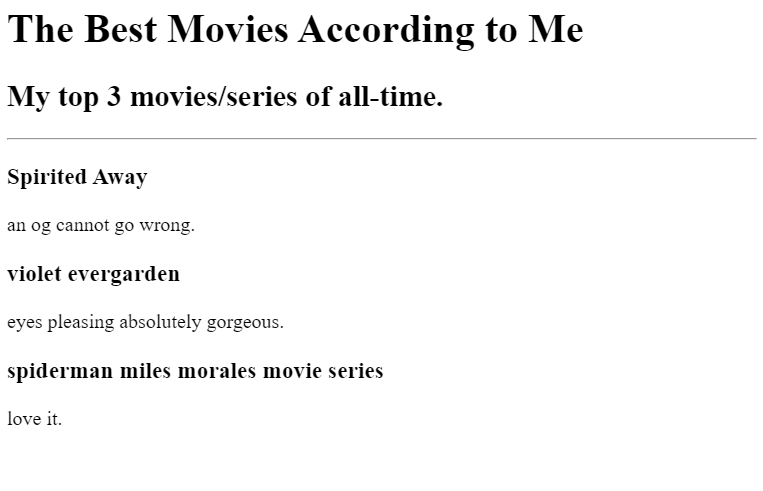 The Best Movies According to Me
My top 3 movies/series of all-time.
Spirited Away
an og cannot go wrong.
violet evergarden
eyes pleasing absolutely gorgeous.
spiderman miles morales movie series
love it.